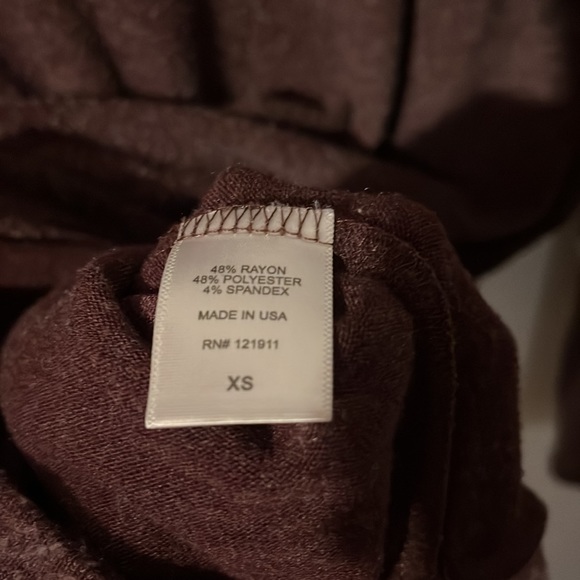 48% RAYON
48% POLYESTER
4% SPANDEX
MADE IN USA
RN# 121911
XS